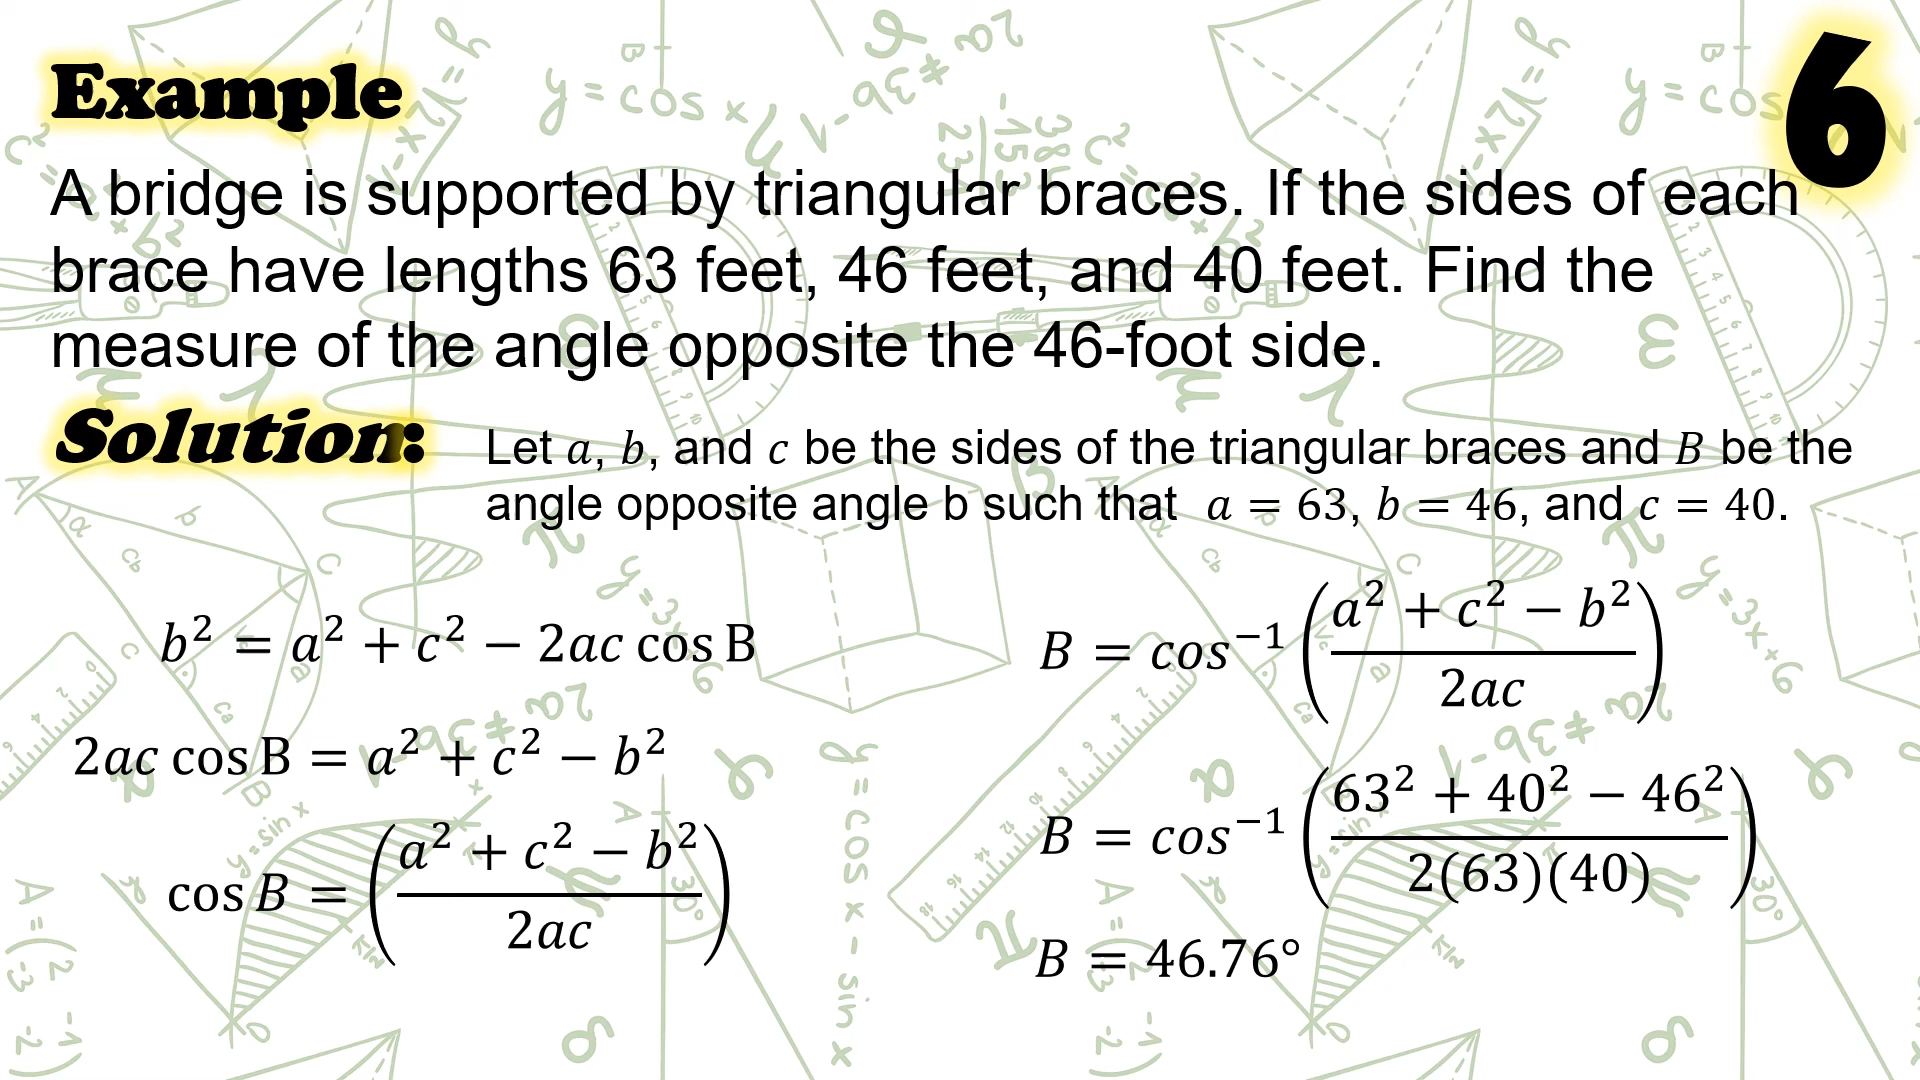 Example
6
A bridge is supported by triangular braces. If the sides of each
brace have lengths 63 feet, 46 feet, and 40 feet. Find the
measure of the angle opposite the 46-foot side.
Solution:
Let a, b, and c be the sides of the triangular braces and B be the
angle opposite angle b such that a = 63, b = 46, and c = 40.
b² = a² + c² − 2ac cos B
2ac cos B = a² + c² − b²
cos B = ((a² + c² − b²)/(2ac))
B = cos⁻¹ ((a² + c² − b²)/(2ac))
B = cos⁻¹ ((63² + 40² − 46²)/(2(63)(40)))
B = 46.76°